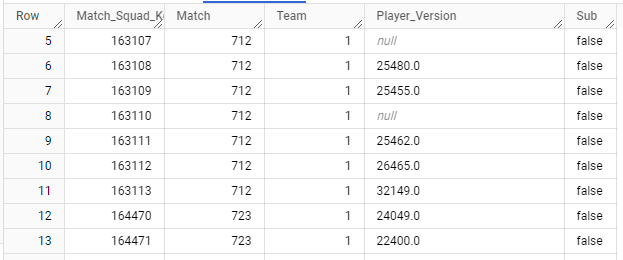 Row Match_Squad_K Match Team Player_Version Sub
5 163107 712 1 null false
6 163108 712 1 25480.0 false
7 163109 712 1 25455.0 false
8 163110 712 1 null false
9 163111 712 1 25462.0 false
10 163112 712 1 26465.0 false
11 163113 712 1 32149.0 false
12 164470 723 1 24049.0 false
13 164471 723 1 22400.0 false